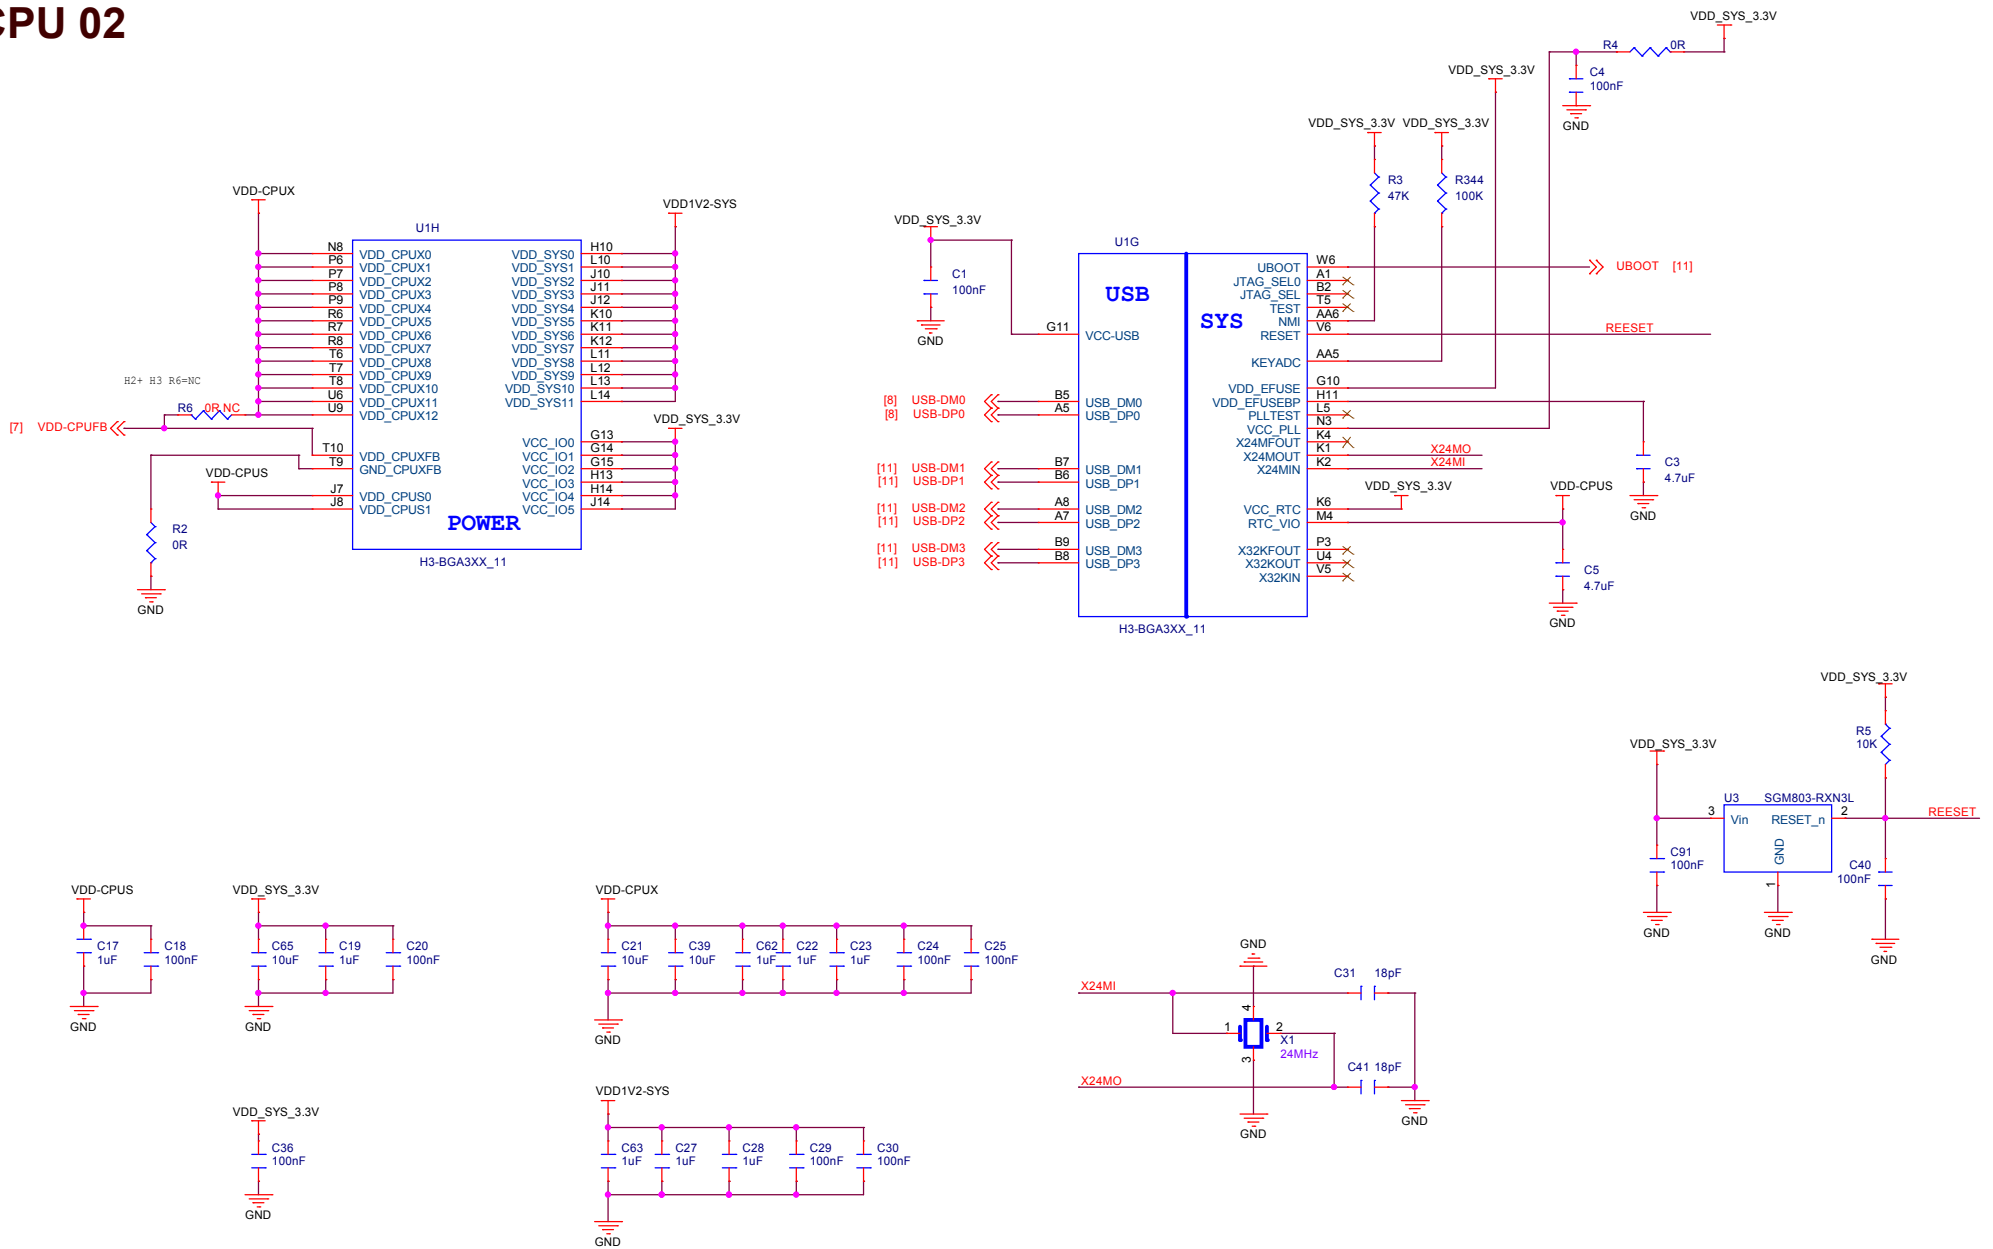 CPU 02
VDD_SYS_3.3V
R4 0R
C4
100nF
GND
VDD_SYS_3.3V
VDD_SYS_3.3V VDD_SYS_3.3V
R3
47K
R344
100K
VDD-CPUX
VDD1V2-SYS
U1H
N8 VDD_CPUX0 VDD_SYS0 H10
P6 VDD_CPUX1 VDD_SYS1 L10
P7 VDD_CPUX2 VDD_SYS2 J10
P8 VDD_CPUX3 VDD_SYS3 J11
P9 VDD_CPUX4 VDD_SYS4 J12
R6 VDD_CPUX5 VDD_SYS5 K10
R7 VDD_CPUX6 VDD_SYS6 K11
R8 VDD_CPUX7 VDD_SYS7 K12
T6 VDD_CPUX8 VDD_SYS8 L11
T7 VDD_CPUX9 VDD_SYS9 L12
T8 VDD_CPUX10 VDD_SYS10 L13
U6 VDD_CPUX11 VDD_SYS11 L14
U9 VDD_CPUX12
H2+ H3 R6=NC
R6 0R NC
[7] VDD-CPUFB
VDD_SYS_3.3V
T10 VDD_CPUXFB
T9 GND_CPUXFB
VCC_IO0 G13
VCC_IO1 G14
VCC_IO2 G15
VCC_IO3 H13
VCC_IO4 H14
VCC_IO5 J14
VDD-CPUS
J7 VDD_CPUS0
J8 VDD_CPUS1
POWER
H3-BGA3XX_11
R2
0R
GND
VDD_SYS_3.3V
C1
100nF
GND
U1G
USB
SYS
G11 VCC-USB
[8] USB-DM0 B5 USB_DM0
[8] USB-DP0 A5 USB_DP0
[11] USB-DM1 B7 USB_DM1
[11] USB-DP1 B6 USB_DP1
[11] USB-DM2 A8 USB_DM2
[11] USB-DP2 A7 USB_DP2
[11] USB-DM3 B9 USB_DM3
[11] USB-DP3 B8 USB_DP3
UBOOT W6 UBOOT [11]
JTAG_SEL0 A1
JTAG_SEL B2
TEST T5
NMI AA6
RESET V6 REESET
KEYADC AA5
VDD_EFUSE G10
VDD_EFUSEBP H11
PLLTEST L5
VCC_PLL N3
X24MFOUT K4
X24MOUT K1 X24MO
X24MIN K2 X24MI
VDD_SYS_3.3V
VCC_RTC K6
RTC_VIO M4
X32KFOUT P3
X32KOUT U4
X32KIN V5
H3-BGA3XX_11
C3
4.7uF
GND
VDD-CPUS
C5
4.7uF
GND
VDD_SYS_3.3V
R5
10K
VDD_SYS_3.3V
U3 SGM803-RXN3L
3 Vin RESET_n 2 REESET
GND
1
C91
100nF
C40
100nF
GND
GND
GND
VDD-CPUS
C17
1uF
C18
100nF
GND
VDD_SYS_3.3V
C65
10uF
C19
1uF
C20
100nF
GND
VDD-CPUX
C21
10uF
C39
10uF
C62
1uF
C22
1uF
C23
1uF
C24
100nF
C25
100nF
GND
GND
X24MI
C31 18pF
4
1 2
X1
24MHz
3
X24MO
C41 18pF
GND
GND
VDD_SYS_3.3V
C36
100nF
GND
VDD1V2-SYS
C63
1uF
C27
1uF
C28
1uF
C29
100nF
C30
100nF
GND